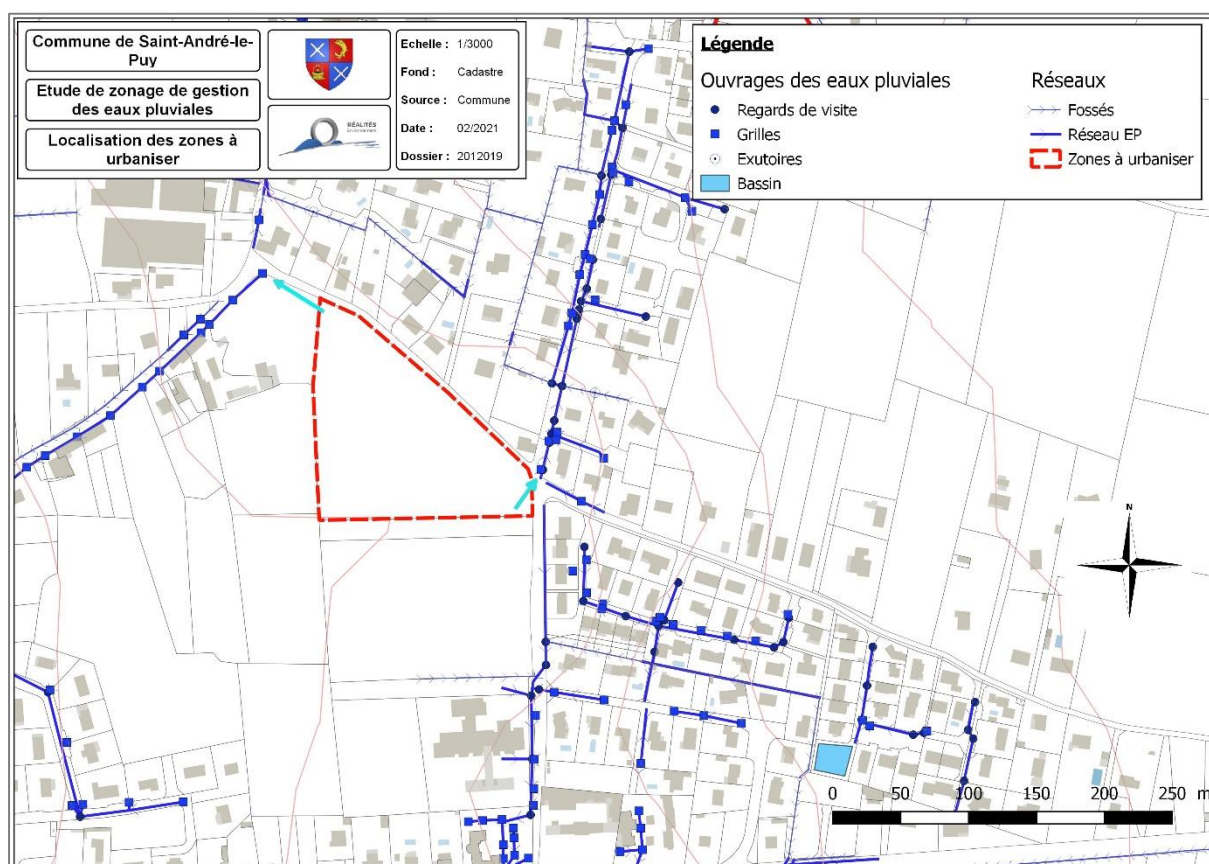 Commune de Saint-André-le-
Puy
Etude de zonage de gestion
des eaux pluviales
Localisation des zones à
urbaniser
RÉALITÉS
Echelle : 1/3000
Fond : Cadastre
Source : Commune
Date : 02/2021
Dossier : 2012019
Légende
Ouvrages des eaux pluviales
Regards de visite
Grilles
Exutoires
Bassin
Réseaux
Fossés
Réseau EP
Zones à urbaniser
N
0 50 100 150 200 250 m